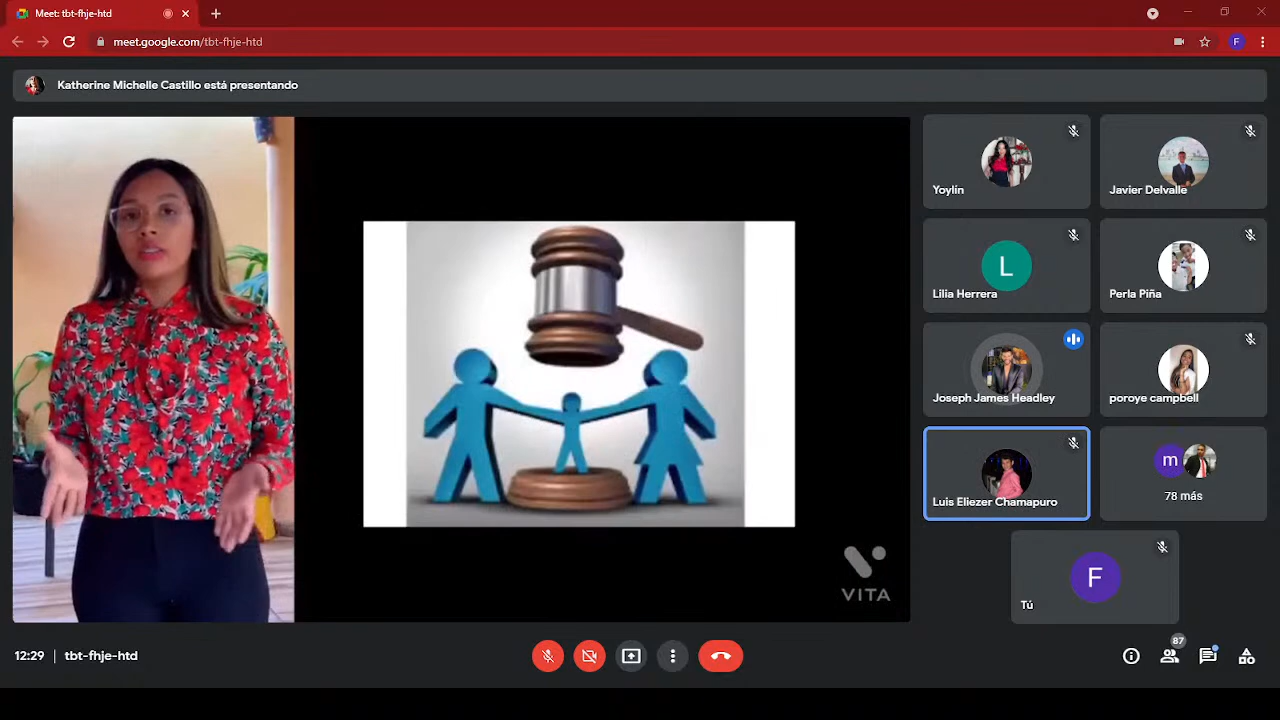 Meet: tbt-fhje-htd
meet.google.com/tbt-fhje-htd
F
Katherine Michelle Castillo está presentando
Yoylín
Javier Delvalle
L
Lilia Herrera
Perla Piña
Joseph James Headley
poroye campbell
Luis Eliezer Chamapuro
m
78 más
F
Tú
VITA
12:29 | tbt-fhje-htd
87